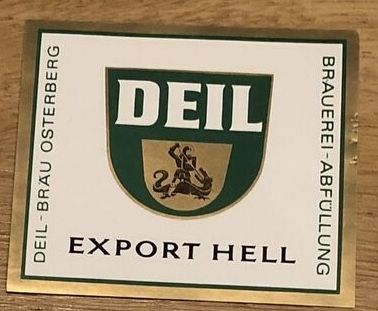 DEIL
DEIL-BRÄU OSTERBERG
BRAUEREI-ABFÜLLUNG
EXPORT HELL